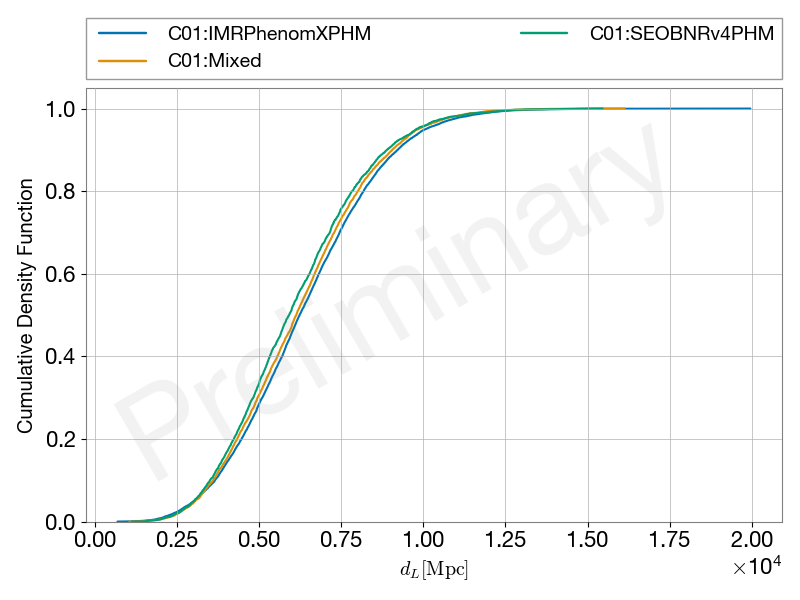 C01:IMRPhenomXPHM
C01:SEOBNRv4PHM
C01:Mixed
Cumulative Density Function
1.0
0.8
0.6
0.4
0.2
0.0
0.00 0.25 0.50 0.75 1.00 1.25 1.50 1.75 2.00
×10⁴
d_L[Mpc]
Preliminary